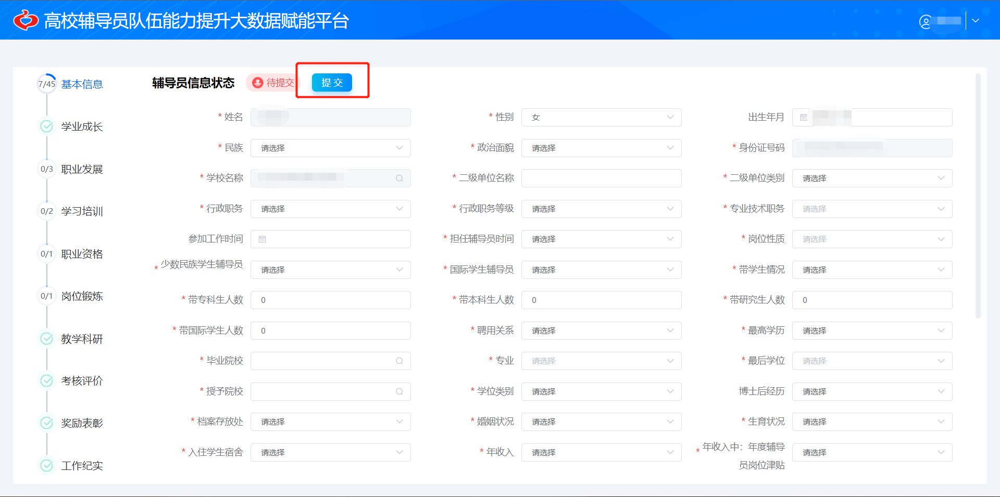 高校辅导员队伍能力提升大数据赋能平台
7/45 基本信息
学业成长
0/3 职业发展
0/2 学习培训
0/1 职业资格
0/1 岗位锻炼
教学科研
考核评价
奖励表彰
工作纪实
辅导员信息状态 待提交 提交
* 姓名 * 性别 女 出生年月
* 民族 请选择 * 政治面貌 请选择 * 身份证号码
* 学校名称 * 二级单位名称 * 二级单位类别 请选择
* 行政职务 请选择 * 行政职务等级 请选择 * 专业技术职务 请选择
参加工作时间 * 担任辅导员时间 请选择 * 岗位性质 请选择
* 少数民族学生辅导员 请选择 * 国际学生辅导员 请选择 * 带学生情况 请选择
* 带专科生人数 0 * 带本科生人数 0 * 带研究生人数 0
* 带国际学生人数 0 * 聘用关系 请选择 * 最高学历 请选择
* 毕业院校 * 专业 请选择 * 最后学位 请选择
* 授予院校 * 学位类别 请选择 博士后经历 请选择
* 档案存放处 请选择 * 婚姻状况 请选择 * 生育状况 请选择
* 入住学生宿舍 请选择 * 年收入 请选择 * 年收入中：年度辅导
员岗位津贴 请选择